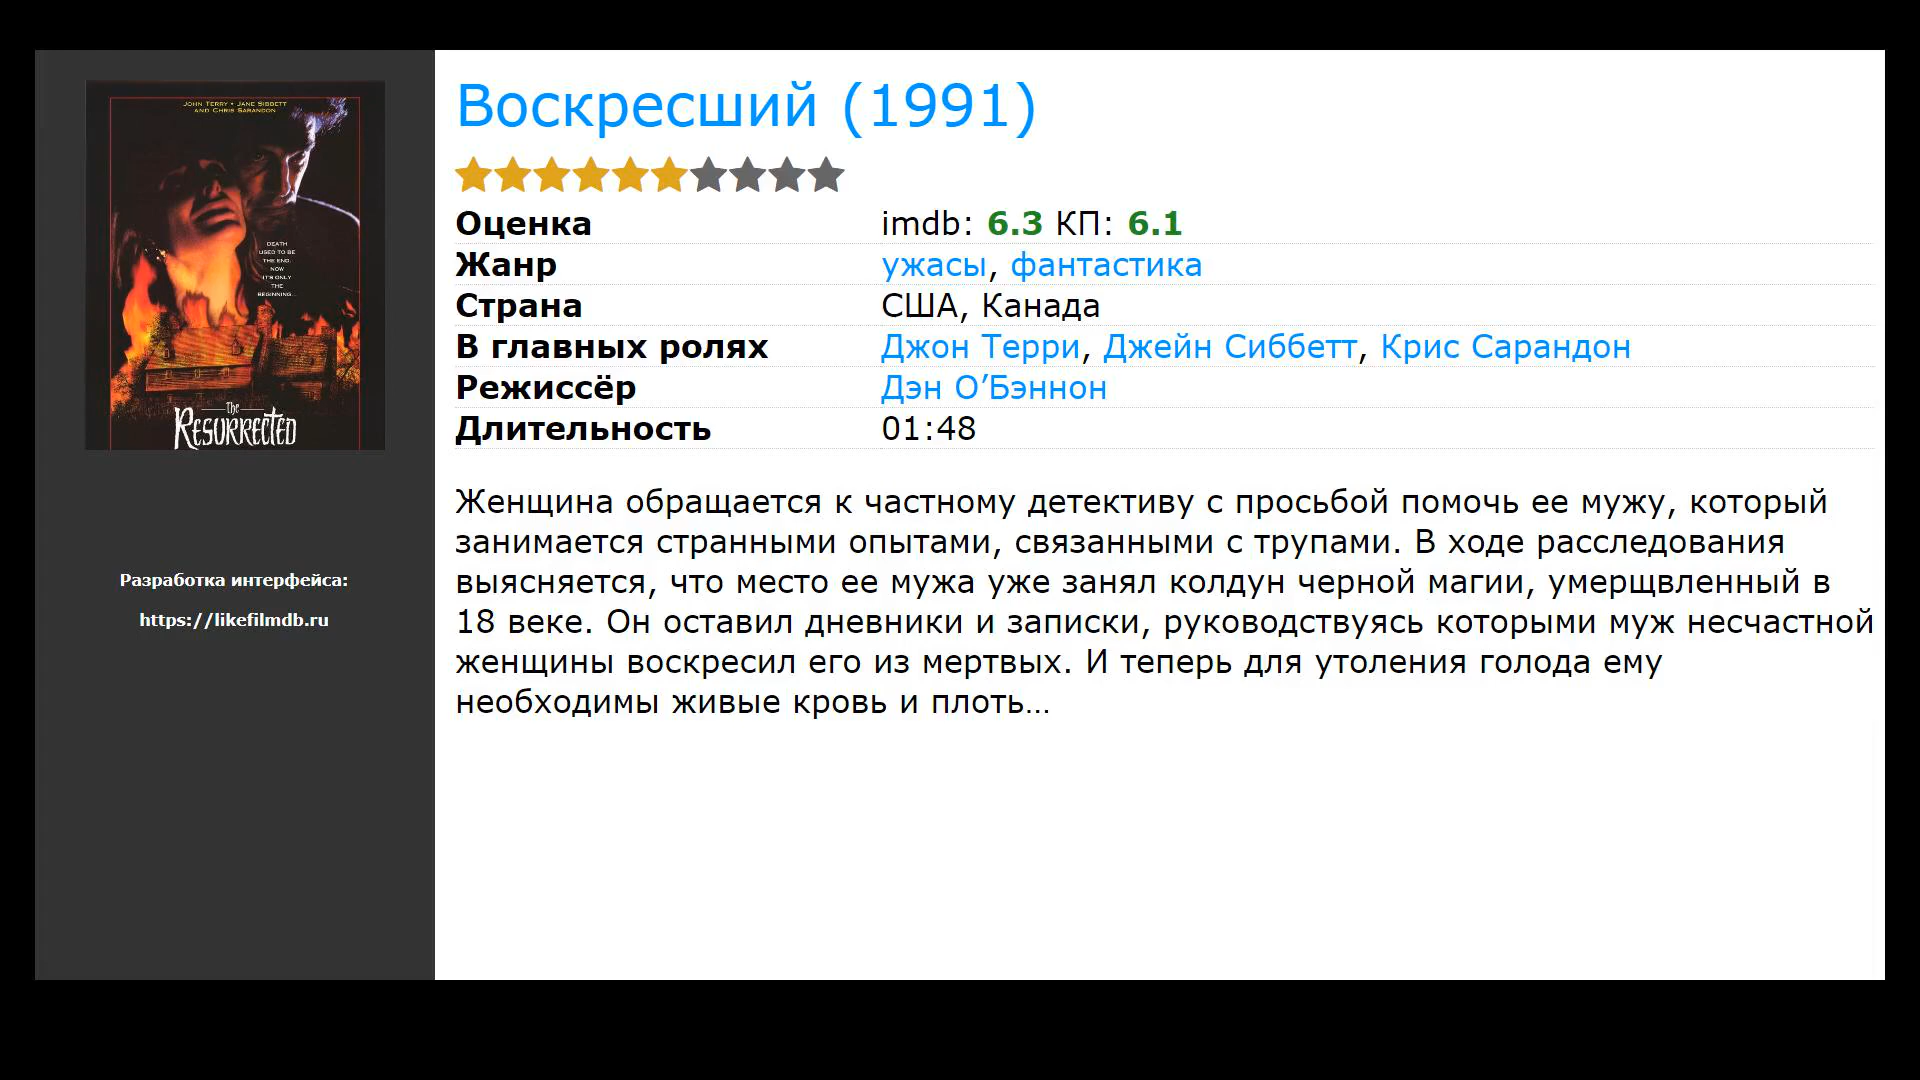 JOHN TERRY • JANE SIBBETT
AND CHRIS SARANDON
DEATH
USED TO BE
THE END.
NOW
IT'S ONLY
THE
BEGINNING...
The
RESURRECTED
Разработка интерфейса:
https://likefilmdb.ru
Воскресший (1991)
Оценка imdb: 6.3 КП: 6.1
Жанр ужасы, фантастика
Страна США, Канада
В главных ролях Джон Терри, Джейн Сиббетт, Крис Сарандон
Режиссёр Дэн О’Бэннон
Длительность 01:48
Женщина обращается к частному детективу с просьбой помочь ее мужу, который
занимается странными опытами, связанными с трупами. В ходе расследования
выясняется, что место ее мужа уже занял колдун черной магии, умерщвленный в
18 веке. Он оставил дневники и записки, руководствуясь которыми муж несчастной
женщины воскресил его из мертвых. И теперь для утоления голода ему
необходимы живые кровь и плоть…